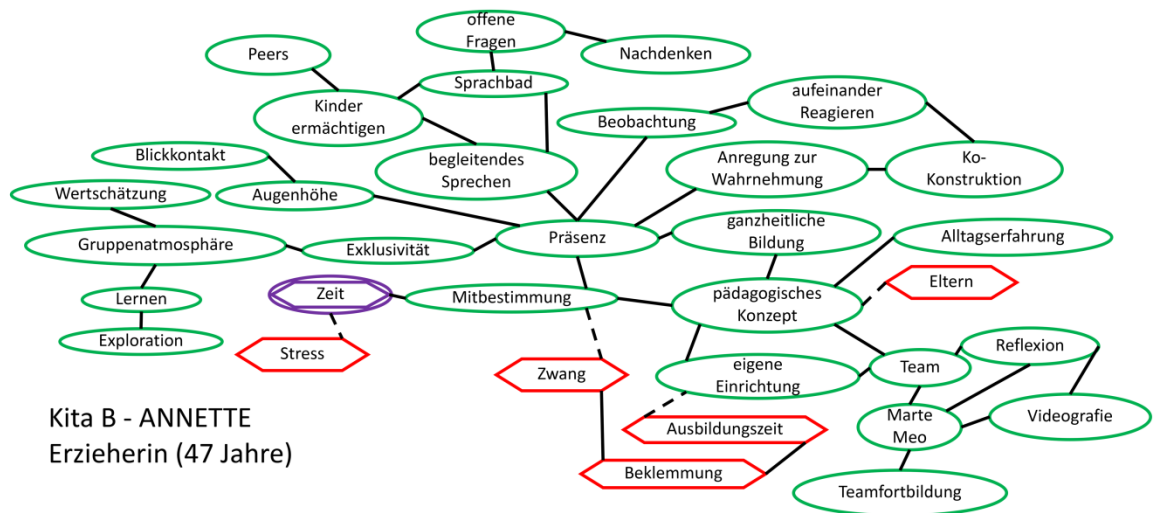 offene
Fragen
Peers
Nachdenken
Sprachbad
aufeinander
Reagieren
Kinder
ermächtigen
Beobachtung
Blickkontakt
begleitendes
Sprechen
Anregung zur
Wahrnehmung
Ko-
Konstruktion
Wertschätzung
Augenhöhe
Gruppenatmosphäre
Exklusivität
Präsenz
ganzheitliche
Bildung
Alltagserfahrung
Lernen
Zeit
Mitbestimmung
pädagogisches
Konzept
Eltern
Exploration
Stress
Zwang
eigene
Einrichtung
Team
Reflexion
Kita B - ANNETTE
Erzieherin (47 Jahre)
Ausbildungszeit
Marte
Meo
Videografie
Beklemmung
Teamfortbildung